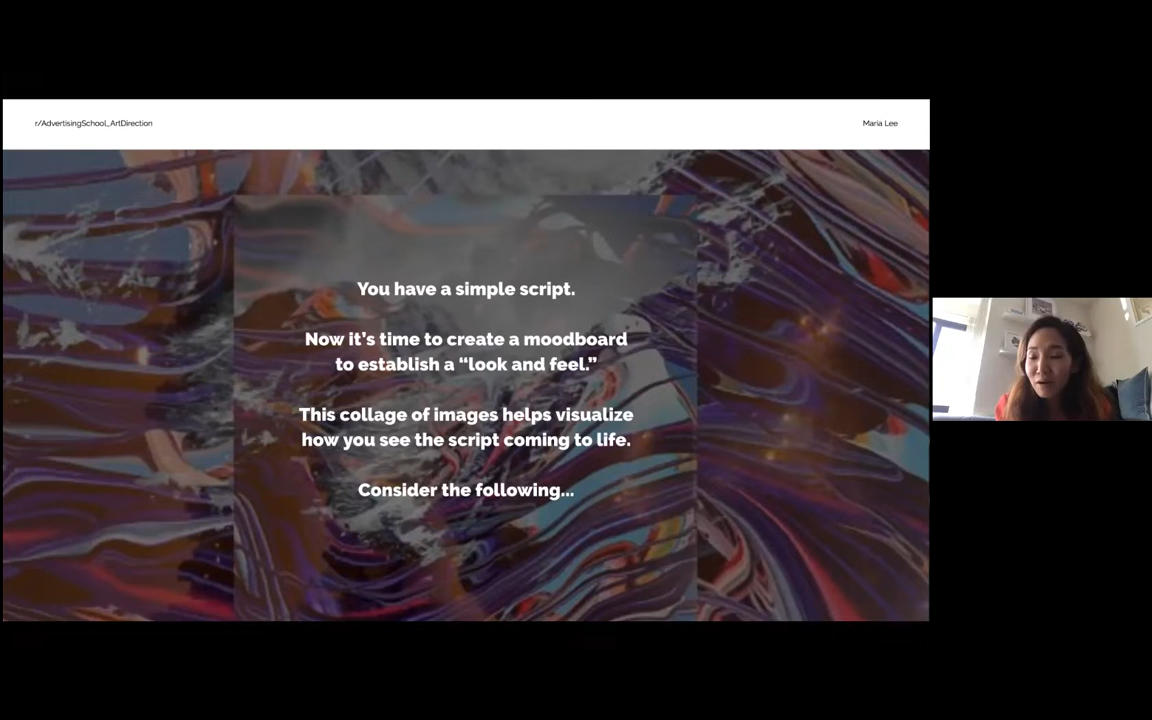 r/AdvertisingSchool_ArtDirection
Maria Lee
You have a simple script.
Now it's time to create a moodboard
to establish a “look and feel.”
This collage of images helps visualize
how you see the script coming to life.
Consider the following...